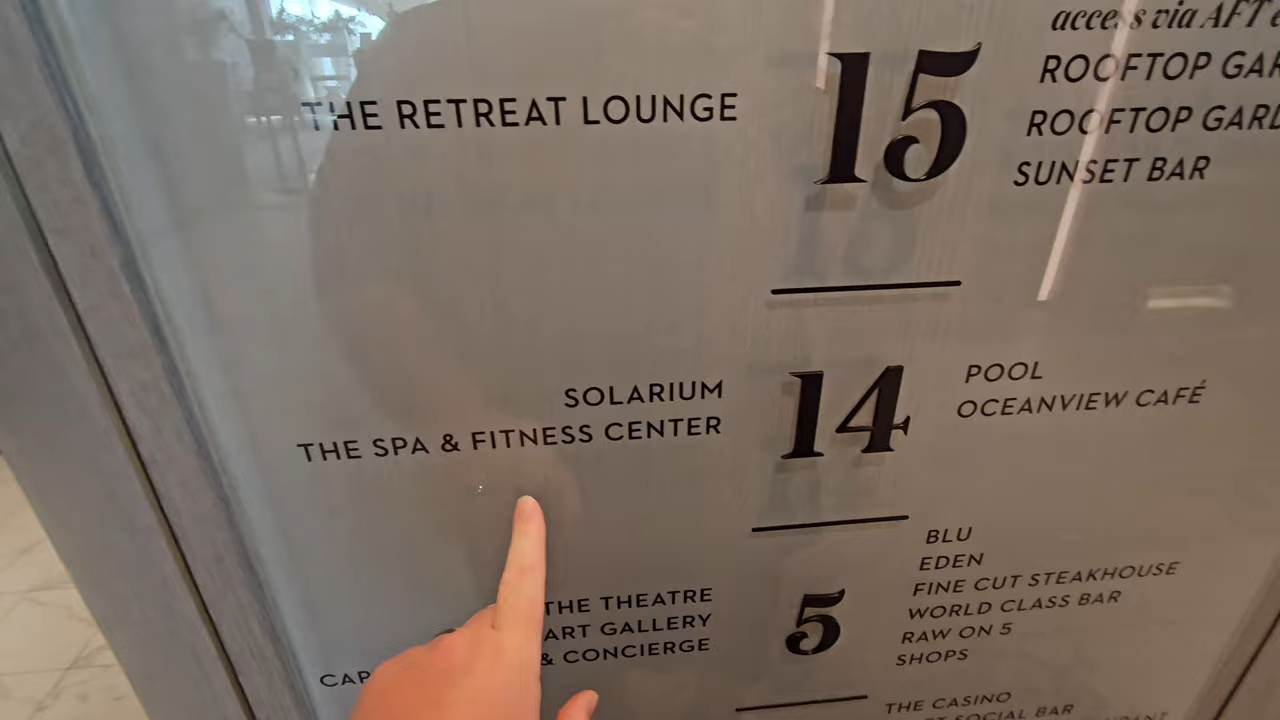 access via AFT
ROOFTOP
ROOFTOP
SUNSET BAR
THE RETREAT LOUNGE
15
SOLARIUM
THE SPA & FITNESS CENTER
14
POOL
OCEANVIEW CAFÉ
THE THEATRE
ART GALLERY
& CONCIERGE
5
BLU
EDEN
FINE CUT STEAKHOUSE
WORLD CLASS BAR
RAW ON 5
SHOPS
THE CASINO
SOCIAL BAR